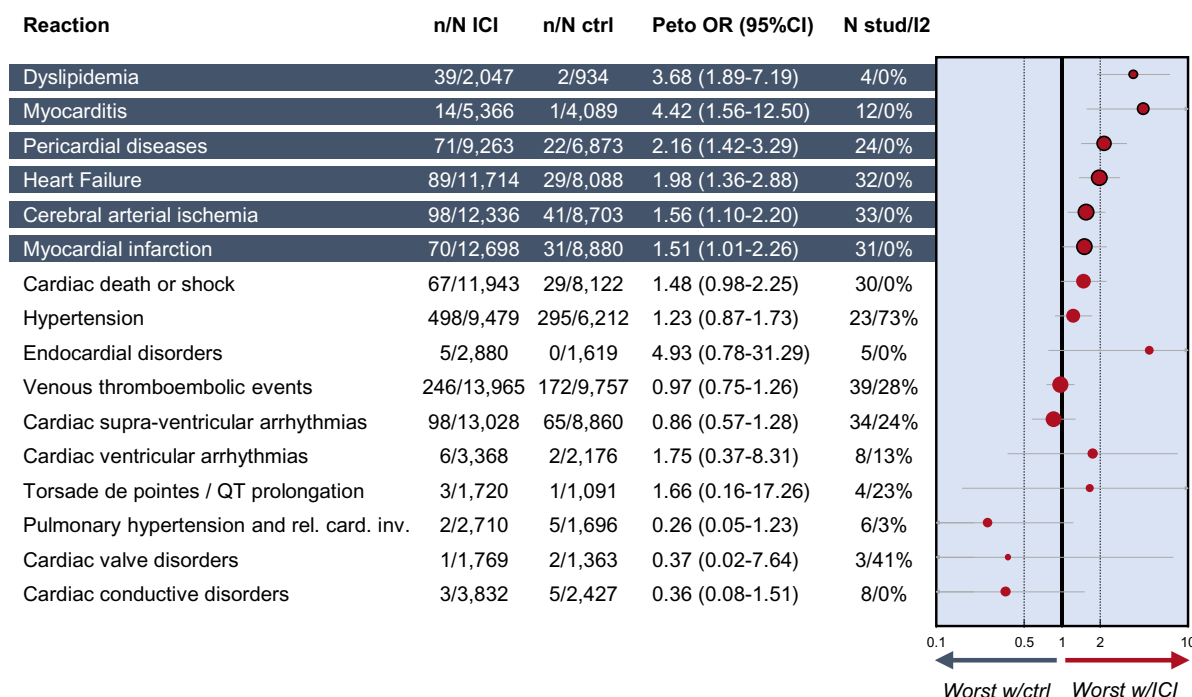 Reaction n/N ICI n/N ctrl Peto OR (95%CI) N stud/I2
Dyslipidemia 39/2,047 2/934 3.68 (1.89-7.19) 4/0%
Myocarditis 14/5,366 1/4,089 4.42 (1.56-12.50) 12/0%
Pericardial diseases 71/9,263 22/6,873 2.16 (1.42-3.29) 24/0%
Heart Failure 89/11,714 29/8,088 1.98 (1.36-2.88) 32/0%
Cerebral arterial ischemia 98/12,336 41/8,703 1.56 (1.10-2.20) 33/0%
Myocardial infarction 70/12,698 31/8,880 1.51 (1.01-2.26) 31/0%
Cardiac death or shock 67/11,943 29/8,122 1.48 (0.98-2.25) 30/0%
Hypertension 498/9,479 295/6,212 1.23 (0.87-1.73) 23/73%
Endocardial disorders 5/2,880 0/1,619 4.93 (0.78-31.29) 5/0%
Venous thromboembolic events 246/13,965 172/9,757 0.97 (0.75-1.26) 39/28%
Cardiac supra-ventricular arrhythmias 98/13,028 65/8,860 0.86 (0.57-1.28) 34/24%
Cardiac ventricular arrhythmias 6/3,368 2/2,176 1.75 (0.37-8.31) 8/13%
Torsade de pointes / QT prolongation 3/1,720 1/1,091 1.66 (0.16-17.26) 4/23%
Pulmonary hypertension and rel. card. inv. 2/2,710 5/1,696 0.26 (0.05-1.23) 6/3%
Cardiac valve disorders 1/1,769 2/1,363 0.37 (0.02-7.64) 3/41%
Cardiac conductive disorders 3/3,832 5/2,427 0.36 (0.08-1.51) 8/0%
0.1 0.5 1 2 10
Worst w/ctrl Worst w/ICI